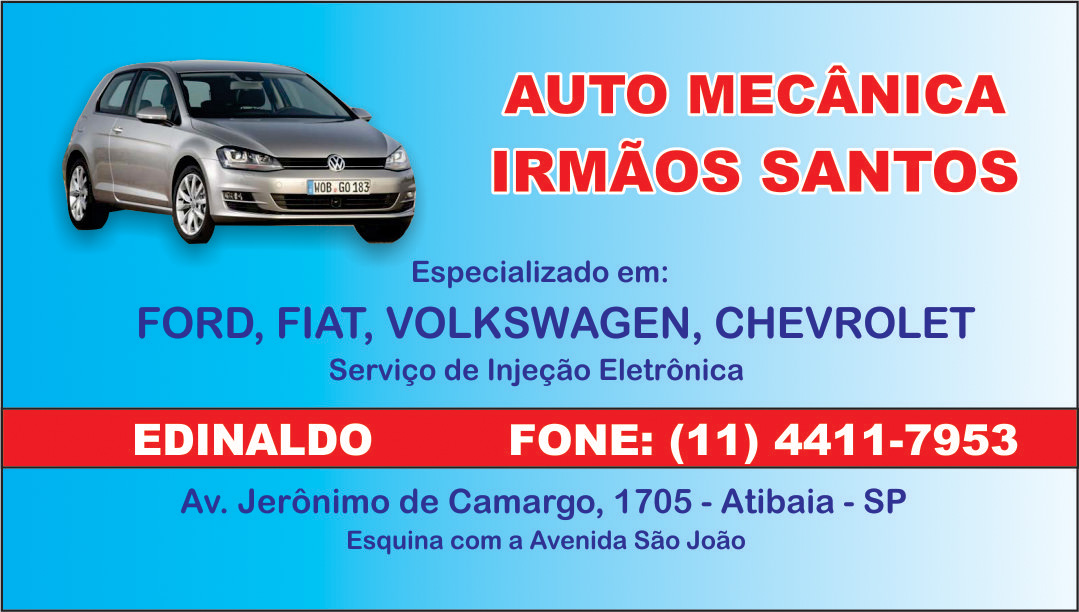 AUTO MECÂNICA
IRMÃOS SANTOS
WOB GO 183
Especializado em:
FORD, FIAT, VOLKSWAGEN, CHEVROLET
Serviço de Injeção Eletrônica
EDINALDO FONE: (11) 4411-7953
Av. Jerônimo de Camargo, 1705 - Atibaia - SP
Esquina com a Avenida São João